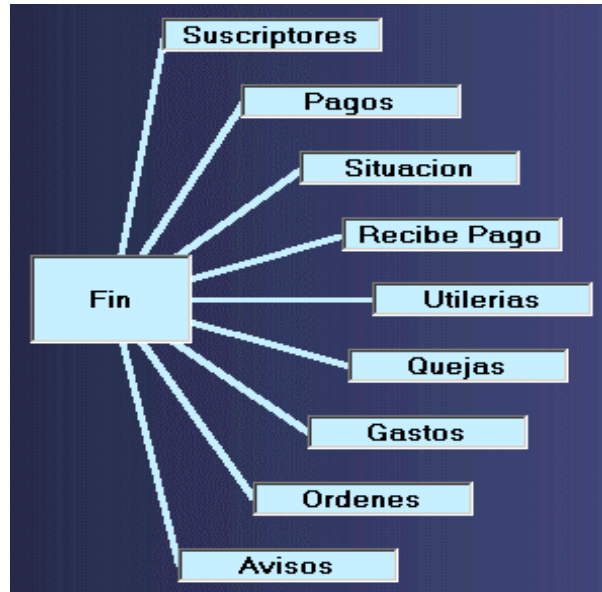 Suscriptores
Pagos
Situacion
Recibe Pago
Fin
Utilerias
Quejas
Gastos
Ordenes
Avisos